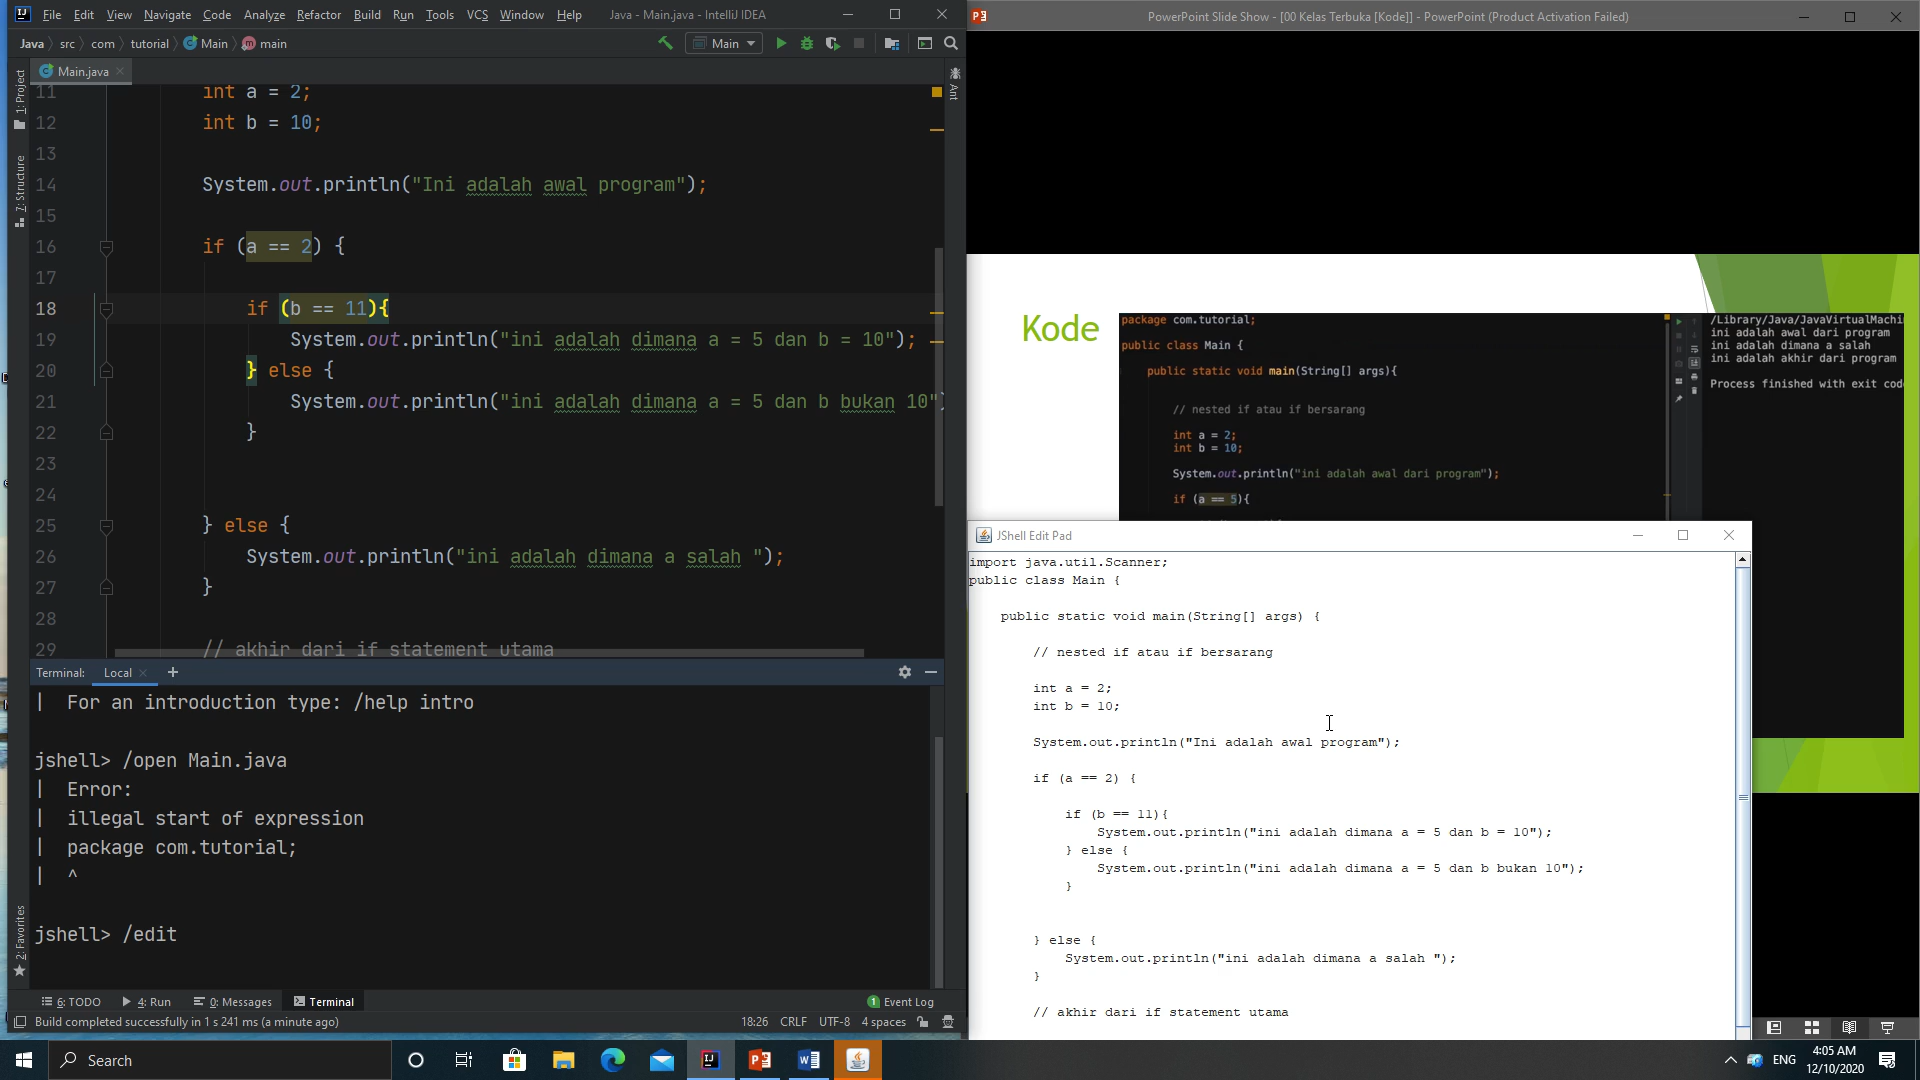 File Edit View Navigate Code Analyze Refactor Build Run Tools VCS Window Help Java - Main.java - IntelliJ IDEA
Java src com tutorial Main main
Main
1: Project
7: Structure
2: Favorites
Ant
Main.java
11 int a = 2;
12 int b = 10;
13
14 System.out.println("Ini adalah awal program");
15
16 if (a == 2) {
17
18 if (b == 11){
19 System.out.println("ini adalah dimana a = 5 dan b = 10");
20 } else {
21 System.out.println("ini adalah dimana a = 5 dan b bukan 10")
22 }
23
24
25 } else {
26 System.out.println("ini adalah dimana a salah ");
27 }
28
29 // akhir dari if statement utama
Terminal: Local +
| For an introduction type: /help intro
jshell> /open Main.java
| Error:
| illegal start of expression
| package com.tutorial;
| ^
jshell> /edit
6: TODO 4: Run 0: Messages Terminal 1 Event Log
Build completed successfully in 1 s 241 ms (a minute ago) 18:26 CRLF UTF-8 4 spaces
PowerPoint Slide Show - [00 Kelas Terbuka [Kode]] - PowerPoint (Product Activation Failed)
Kode
package com.tutorial;
public class Main {
public static void main(String[] args){
// nested if atau if bersarang
int a = 2;
int b = 10;
System.out.println("ini adalah awal dari program");
if (a == 5){
/Library/Java/JavaVirtualMachi
ini adalah awal dari program
ini adalah dimana a salah
ini adalah akhir dari program
Process finished with exit cod
JShell Edit Pad
import java.util.Scanner;
public class Main {
public static void main(String[] args) {
// nested if atau if bersarang
int a = 2;
int b = 10;
System.out.println("Ini adalah awal program");
if (a == 2) {
if (b == 11){
System.out.println("ini adalah dimana a = 5 dan b = 10");
} else {
System.out.println("ini adalah dimana a = 5 dan b bukan 10");
}
} else {
System.out.println("ini adalah dimana a salah ");
}
// akhir dari if statement utama
Search
ENG
4:05 AM
12/10/2020